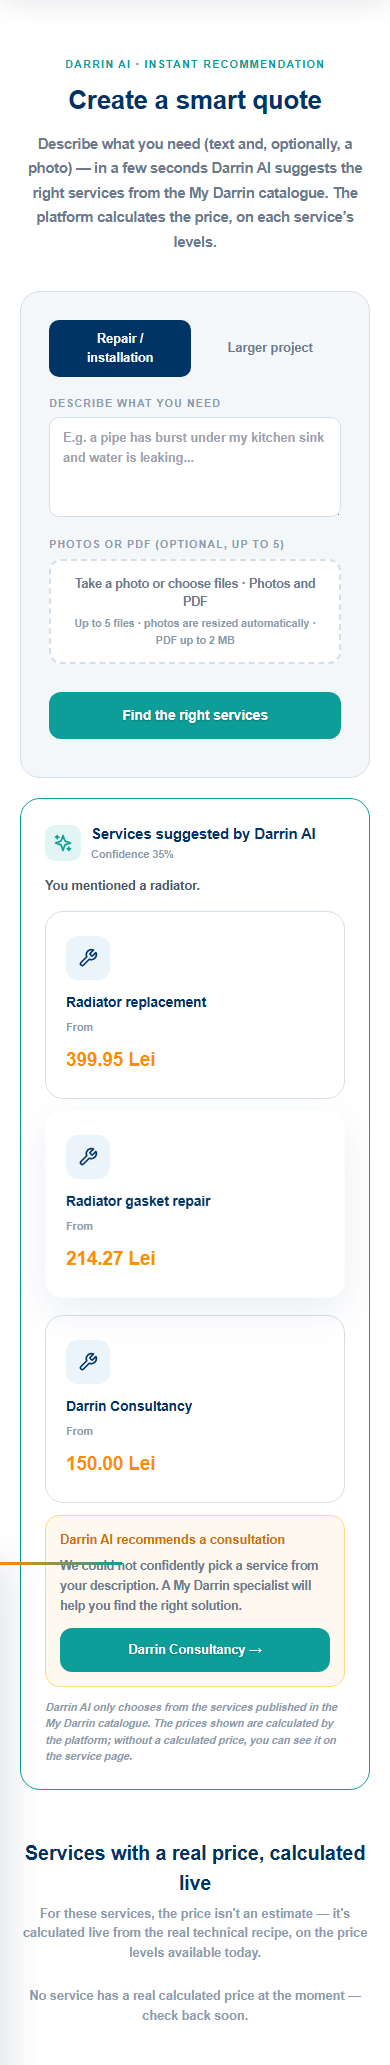 DARRIN AI · INSTANT RECOMMENDATION
Create a smart quote
Describe what you need (text and, optionally, a
photo) — in a few seconds Darrin AI suggests the
right services from the My Darrin catalogue. The
platform calculates the price, on each service's
levels.
Repair /
installation
Larger project
DESCRIBE WHAT YOU NEED
E.g. a pipe has burst under my kitchen sink
and water is leaking...
PHOTOS OR PDF (OPTIONAL, UP TO 5)
Take a photo or choose files · Photos and
PDF
Up to 5 files · photos are resized automatically ·
PDF up to 2 MB
Find the right services
Services suggested by Darrin AI
Confidence 35%
You mentioned a radiator.
Radiator replacement
From
399.95 Lei
Radiator gasket repair
From
214.27 Lei
Darrin Consultancy
From
150.00 Lei
Darrin AI recommends a consultation
We could not confidently pick a service from
your description. A My Darrin specialist will
help you find the right solution.
Darrin Consultancy →
Darrin AI only chooses from the services published in the
My Darrin catalogue. The prices shown are calculated by
the platform; without a calculated price, you can see it on
the service page.
Services with a real price, calculated
live
For these services, the price isn't an estimate — it's
calculated live from the real technical recipe, on the price
levels available today.
No service has a real calculated price at the moment —
check back soon.